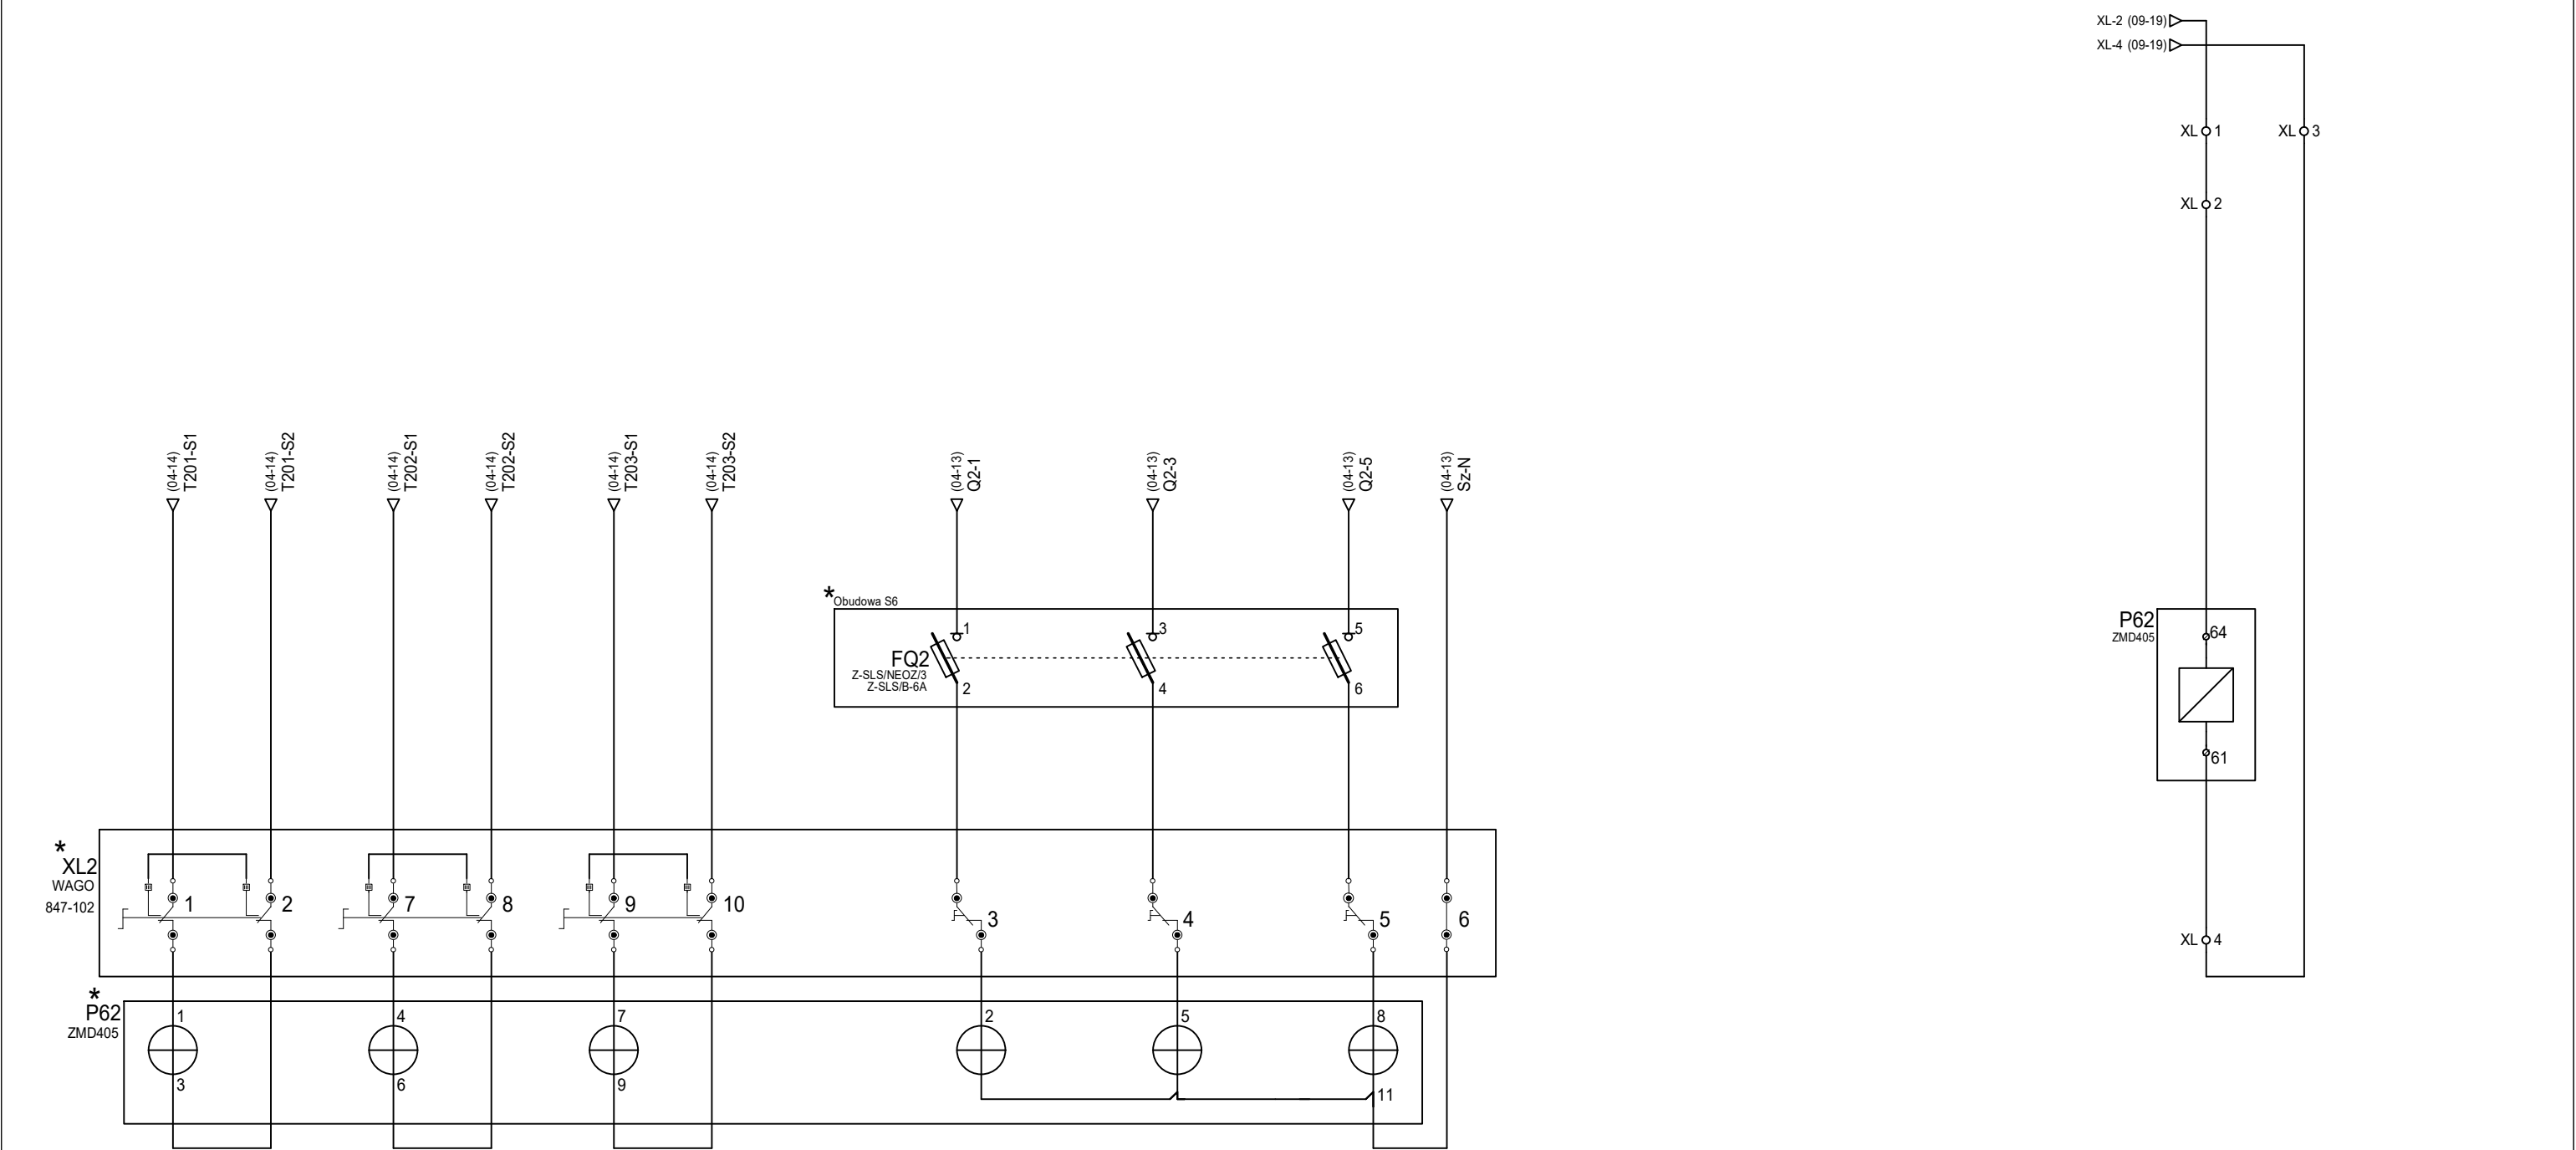 XL-2 (09-19)
XL-4 (09-19)
XL 1
XL 3
XL 2
(04-14)
T201-S1
(04-14)
T201-S2
(04-14)
T202-S1
(04-14)
T202-S2
(04-14)
T203-S1
(04-14)
T203-S2
(04-13)
Q2-1
(04-13)
Q2-3
(04-13)
Q2-5
(04-13)
Sz-N
* Obudowa S6
1
3
5
FQ2
Z-SLS/NEOZ/3
Z-SLS/B-6A
2
4
6
P62
ZMD405
64
61
*
XL2
WAGO
847-102
1
2
7
8
9
10
3
4
5
6
XL 4
*
P62
ZMD405
1
4
7
2
5
8
3
6
9
11